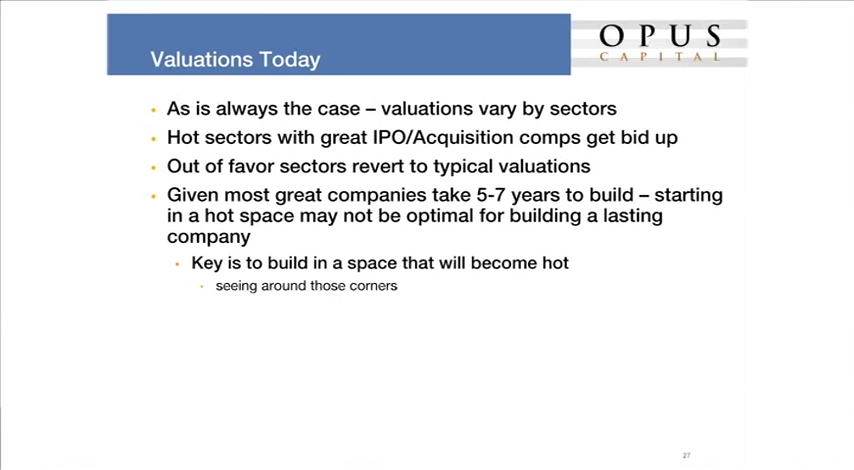 Valuations Today
OPUS
CAPITAL
• As is always the case – valuations vary by sectors
• Hot sectors with great IPO/Acquisition comps get bid up
• Out of favor sectors revert to typical valuations
• Given most great companies take 5-7 years to build – starting
in a hot space may not be optimal for building a lasting
company
• Key is to build in a space that will become hot
• seeing around those corners
27